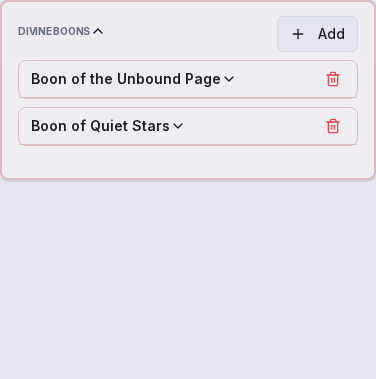 DIVINEBOONS
Add
Boon of the Unbound Page
Boon of Quiet Stars